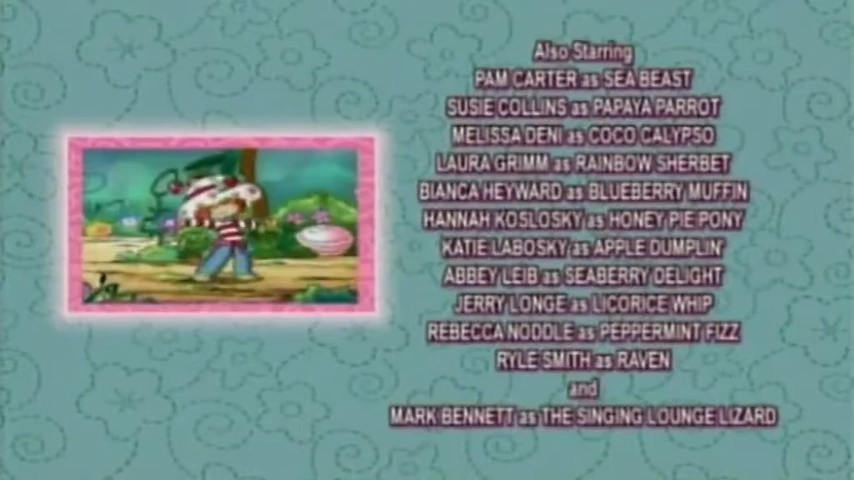 Also Starring
PAM CARTER as SEA BEAST
SUSIE COLLINS as PAPAYA PARROT
MELISSA DENI as COCO CALYPSO
LAURA GRIMM as RAINBOW SHERBET
BIANCA HEYWARD as BLUEBERRY MUFFIN
HANNAH KOSLOSKY as HONEY PIE PONY
KATIE LABOSKY as APPLE DUMPLIN'
ABBEY LEIB as SEABERRY DELIGHT
JERRY LONGE as LICORICE WHIP
REBECCA NODDLE as PEPPERMINT FIZZ
RYLE SMITH as RAVEN
and
MARK BENNETT as THE SINGING LOUNGE LIZARD